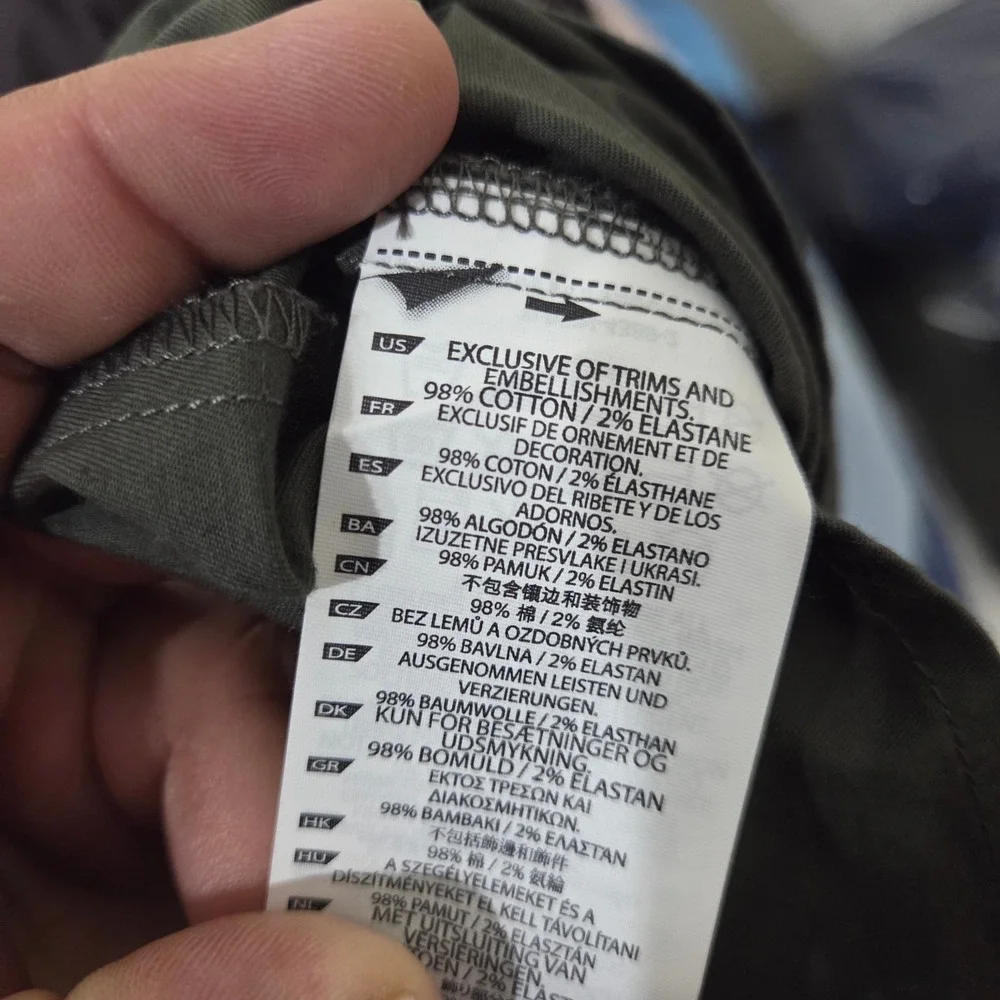 US EXCLUSIVE OF TRIMS AND
EMBELLISHMENTS.
98% COTTON / 2% ELASTANE
FR EXCLUSIF DE ORNEMENT ET DE
DECORATION.
98% COTON / 2% ÉLASTHANE
ES EXCLUSIVO DEL RIBETE Y DE LOS
ADORNOS.
98% ALGODÓN / 2% ELASTANO
BA IZUZETNE PRESVLAKE I UKRASI.
98% PAMUK / 2% ELASTIN
CN 不包含镶边和装饰物
98% 棉 / 2% 氨纶
CZ BEZ LEMŮ A OZDOBNÝCH PRVKŮ.
98% BAVLNA / 2% ELASTAN
DE AUSGENOMMEN LEISTEN UND
VERZIERUNGEN.
98% BAUMWOLLE / 2% ELASTHAN
DK KUN FOR BESÆTNINGER OG
UDSMYKNING.
98% BOMULD / 2% ELASTAN
GR ΕΚΤΟΣ ΤΡΕΣΩΝ ΚΑΙ
ΔΙΑΚΟΣΜΗΤΙΚΩΝ.
98% ΒΑΜΒΑΚΙ / 2% ΕΛΑΣΤΑΝ
HK 不包括飾邊和飾件
98% 棉 / 2% 氨綸
HU A SZEGÉLYELEMEKET ÉS A
DÍSZÍTMÉNYEKET EL KELL TÁVOLÍTANI
98% PAMUT / 2% ELASZTÁN
NL MET UITSLUITING VAN
VERSIERINGEN
/ 2% ELAST